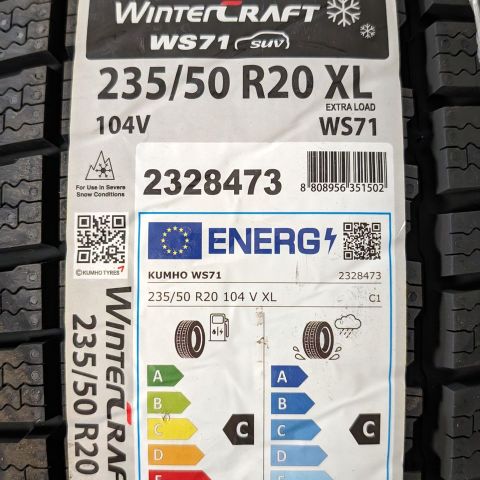 WINTERCRAFT
WS71 SUV
235/50 R20 XL
EXTRA LOAD
104V WS71
For Use in Severe
Snow Conditions
2328473
8 808956 351502
KUMHO TYRES
ENERG
KUMHO WS71 2328473
235/50 R20 104 V XL C1
A A
B B
C C C C
D D
E
WINTERCRAFT
235/50 R20